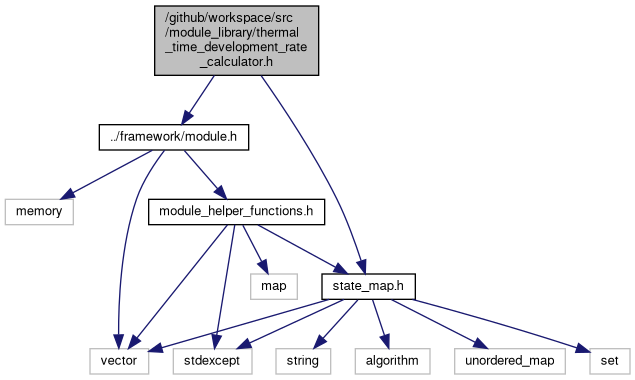 /github/workspace/src
/module_library/thermal
_time_development_rate
_calculator.h
../framework/module.h
memory
module_helper_functions.h
map
state_map.h
vector
stdexcept
string
algorithm
unordered_map
set